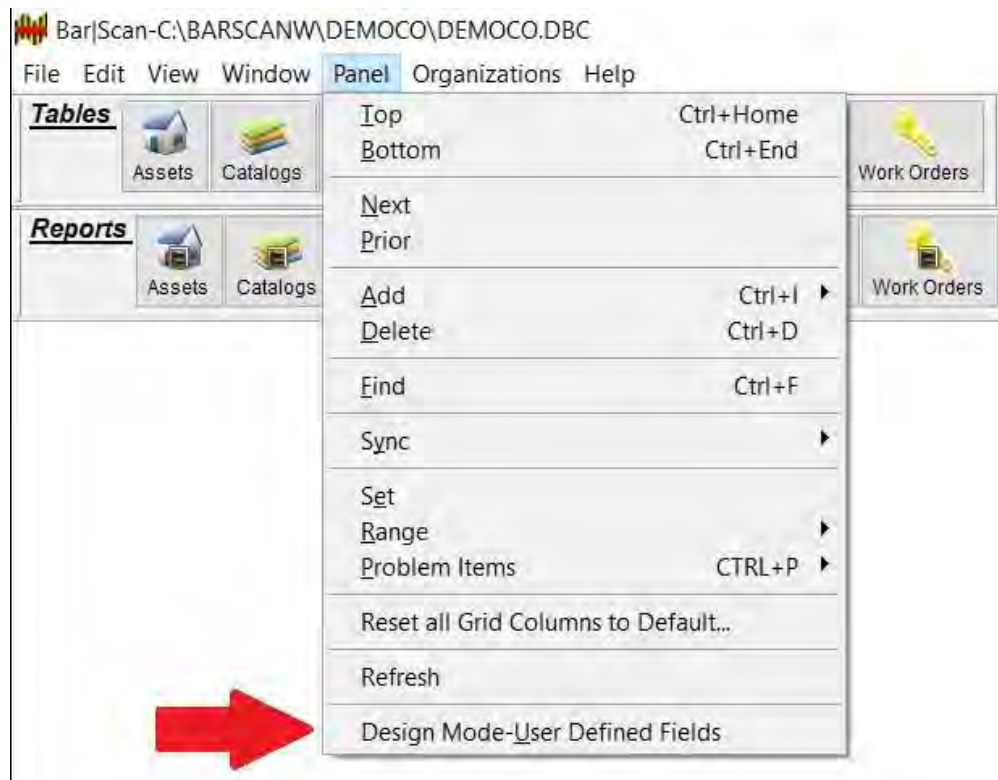 Bar|Scan-C:\BARSCANW\DEMOCO\DEMOCO.DBC
File Edit View Window Panel Organizations Help
Tables
Assets Catalogs Work Orders
Reports
Assets Catalogs Work Orders
Top Ctrl+Home
Bottom Ctrl+End
Next
Prior
Add Ctrl+I
Delete Ctrl+D
Find Ctrl+F
Sync
Set
Range
Problem Items CTRL+P
Reset all Grid Columns to Default...
Refresh
Design Mode-User Defined Fields